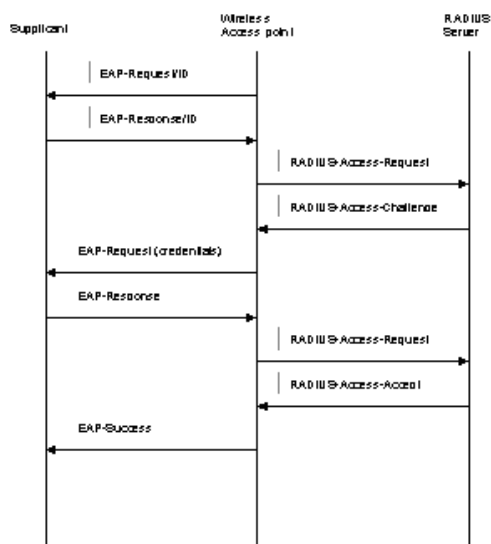 Supplicant
Wireless
Access point
RADIUS
Server
EAP-Request/ID
EAP-Response/ID
RADIUS-Access-Request
RADIUS-Access-Challenge
EAP-Request (credentials)
EAP-Response
RADIUS-Access-Request
RADIUS-Access-Accept
EAP-Success